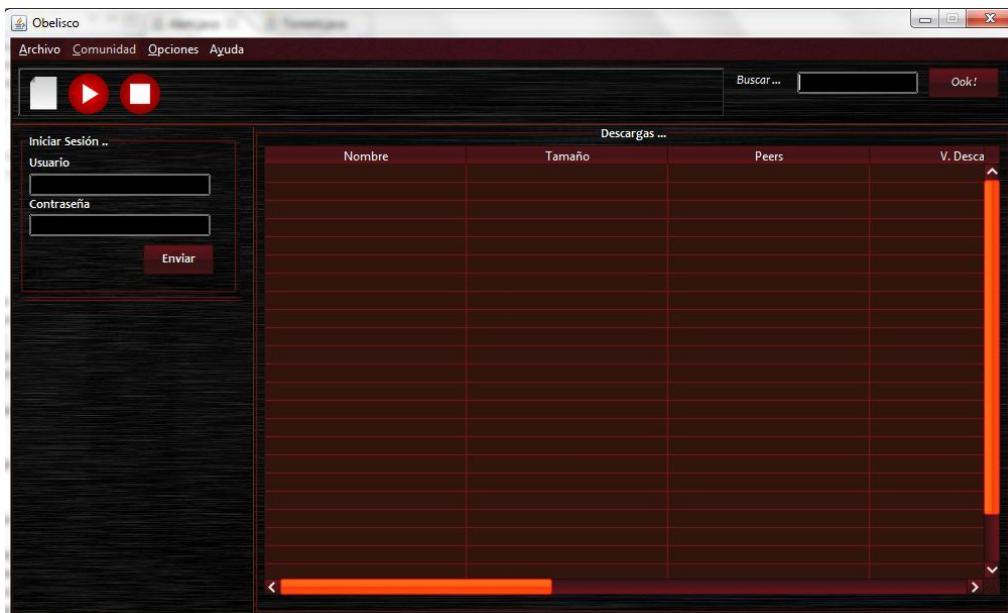 Obelisco
Archivo Comunidad Opciones Ayuda
Buscar ... Ook!
Iniciar Sesión ..
Usuario
Contraseña
Enviar
Descargas ...
Nombre Tamaño Peers V. Desca